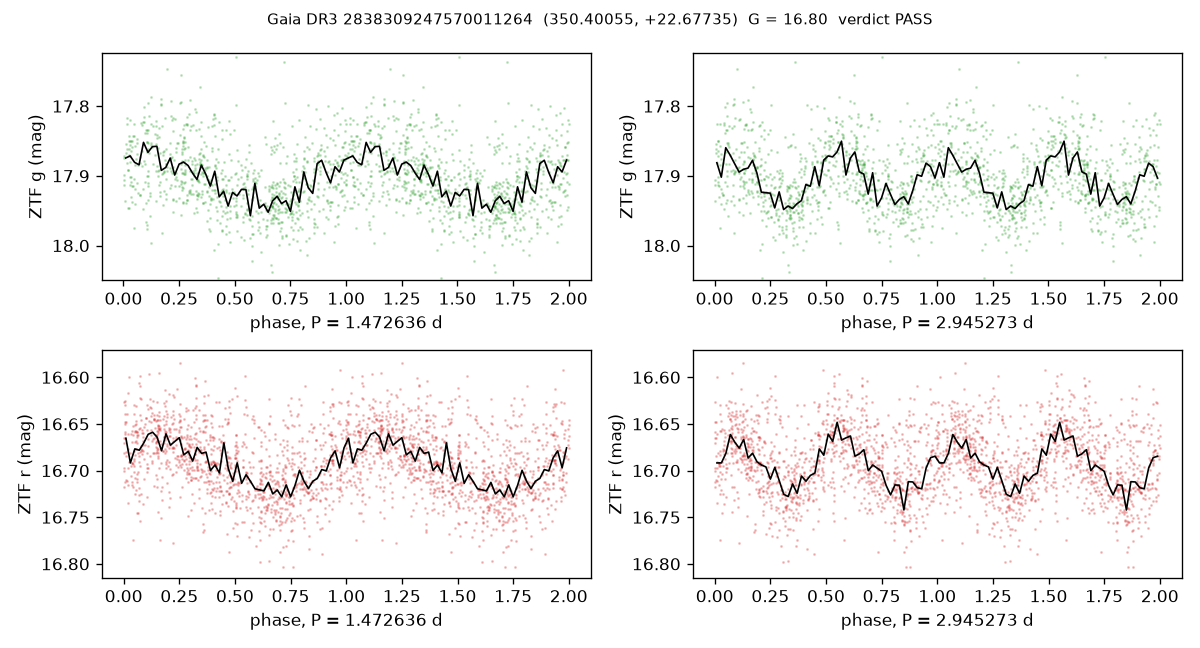 Gaia DR3 2838309247570011264 (350.40055, +22.67735) G = 16.80 verdict PASS
ZTF g (mag)
17.8
17.9
18.0
0.00 0.25 0.50 0.75 1.00 1.25 1.50 1.75 2.00
phase, P = 1.472636 d
ZTF g (mag)
17.8
17.9
18.0
0.00 0.25 0.50 0.75 1.00 1.25 1.50 1.75 2.00
phase, P = 2.945273 d
ZTF r (mag)
16.60
16.65
16.70
16.75
16.80
0.00 0.25 0.50 0.75 1.00 1.25 1.50 1.75 2.00
phase, P = 1.472636 d
ZTF r (mag)
16.60
16.65
16.70
16.75
16.80
0.00 0.25 0.50 0.75 1.00 1.25 1.50 1.75 2.00
phase, P = 2.945273 d